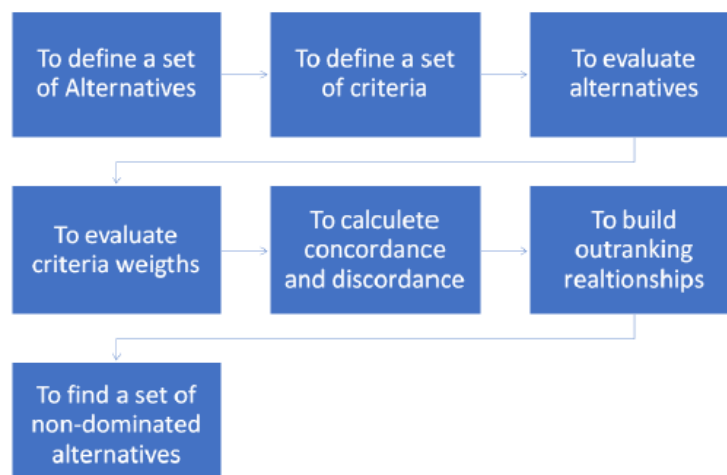 To define a set
of Alternatives
To define a set
of criteria
To evaluate
alternatives
To evaluate
criteria weigths
To calculete
concordance
and discordance
To build
outranking
realtionships
To find a set of
non-dominated
alternatives